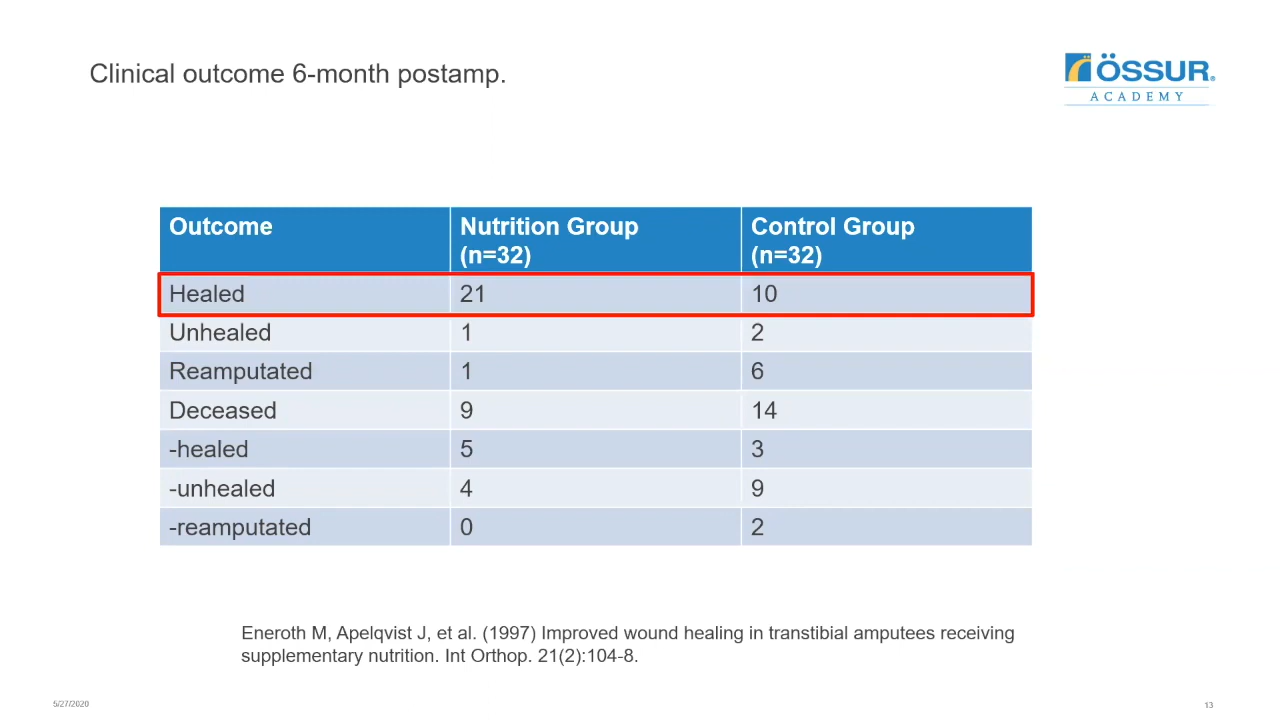 Clinical outcome 6-month postamp.
ÖSSUR®
ACADEMY
Outcome Nutrition Group (n=32) Control Group (n=32)
Healed 21 10
Unhealed 1 2
Reamputated 1 6
Deceased 9 14
-healed 5 3
-unhealed 4 9
-reamputated 0 2
Eneroth M, Apelqvist J, et al. (1997) Improved wound healing in transtibial amputees receiving
supplementary nutrition. Int Orthop. 21(2):104-8.
5/27/2020 13